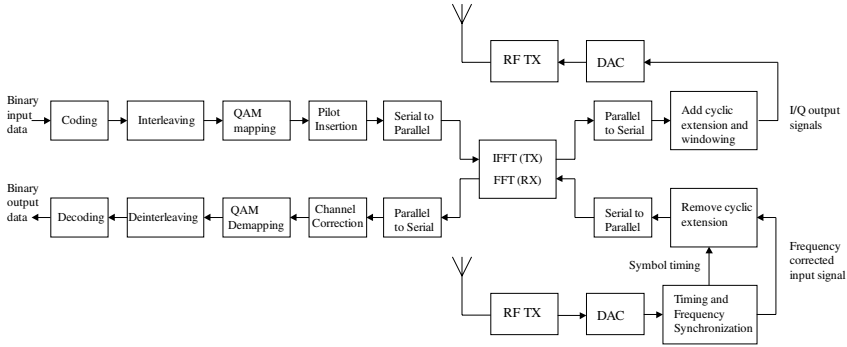 RF TX
DAC
Binary
input
data
Coding
Interleaving
QAM
mapping
Pilot
Insertion
Serial to
Parallel
IFFT (TX)
FFT (RX)
Parallel
to Serial
Add cyclic
extension and
windowing
I/Q output
signals
Binary
output
data
Decoding
Deinterleaving
QAM
Demapping
Channel
Correction
Parallel
to Serial
Serial to
Parallel
Remove cyclic
extension
Frequency
corrected
input signal
Symbol timing
RF TX
DAC
Timing and
Frequency
Synchronization